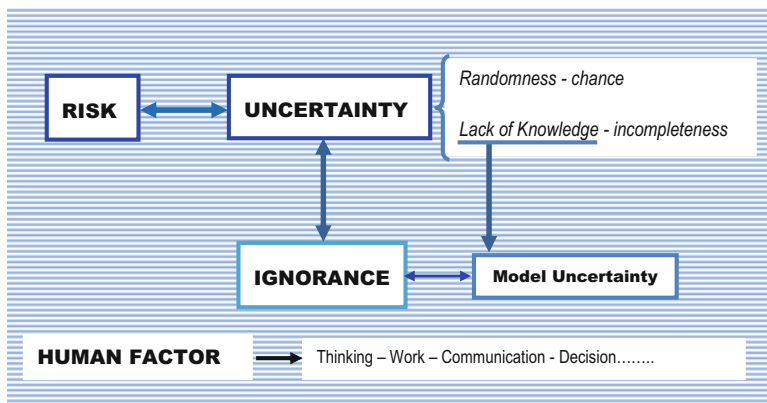 Randomness - chance
RISK
UNCERTAINTY
Lack of Knowledge - incompleteness
IGNORANCE
Model Uncertainty
HUMAN FACTOR
Thinking – Work – Communication - Decision……..